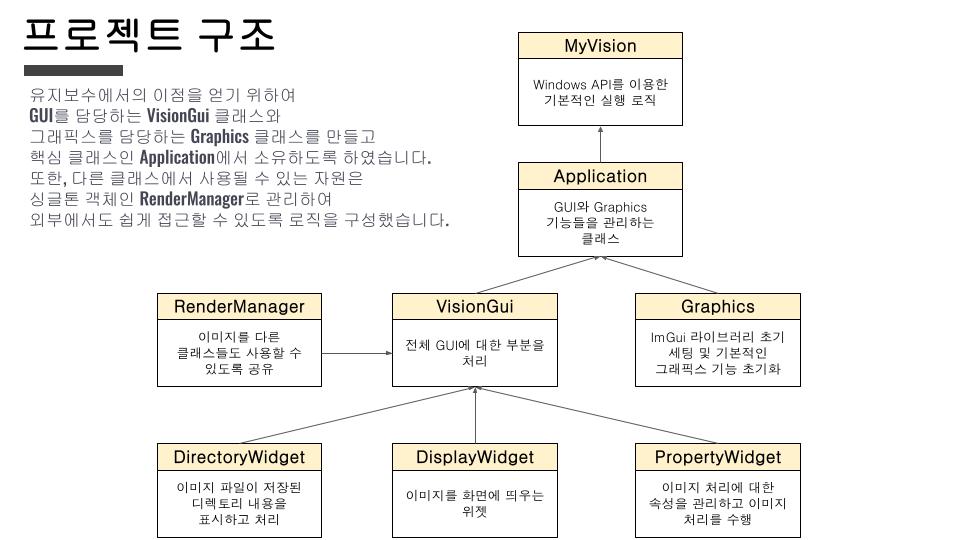 프로젝트 구조
유지보수에서의 이점을 얻기 위하여
GUI를 담당하는 VisionGui 클래스와
그래픽스를 담당하는 Graphics 클래스를 만들고
핵심 클래스인 Application에서 소유하도록 하였습니다.
또한, 다른 클래스에서 사용될 수 있는 자원은
싱글톤 객체인 RenderManager로 관리하여
외부에서도 쉽게 접근할 수 있도록 로직을 구성했습니다.
MyVision
Windows API를 이용한
기본적인 실행 로직
Application
GUI와 Graphics
기능들을 관리하는
클래스
RenderManager
이미지를 다른
클래스들도 사용할 수
있도록 공유
VisionGui
전체 GUI에 대한 부분을
처리
Graphics
ImGui 라이브러리 초기
세팅 및 기본적인
그래픽스 기능 초기화
DirectoryWidget
이미지 파일이 저장된
디렉토리 내용을
표시하고 처리
DisplayWidget
이미지를 화면에 띄우는
위젯
PropertyWidget
이미지 처리에 대한
속성을 관리하고 이미지
처리를 수행